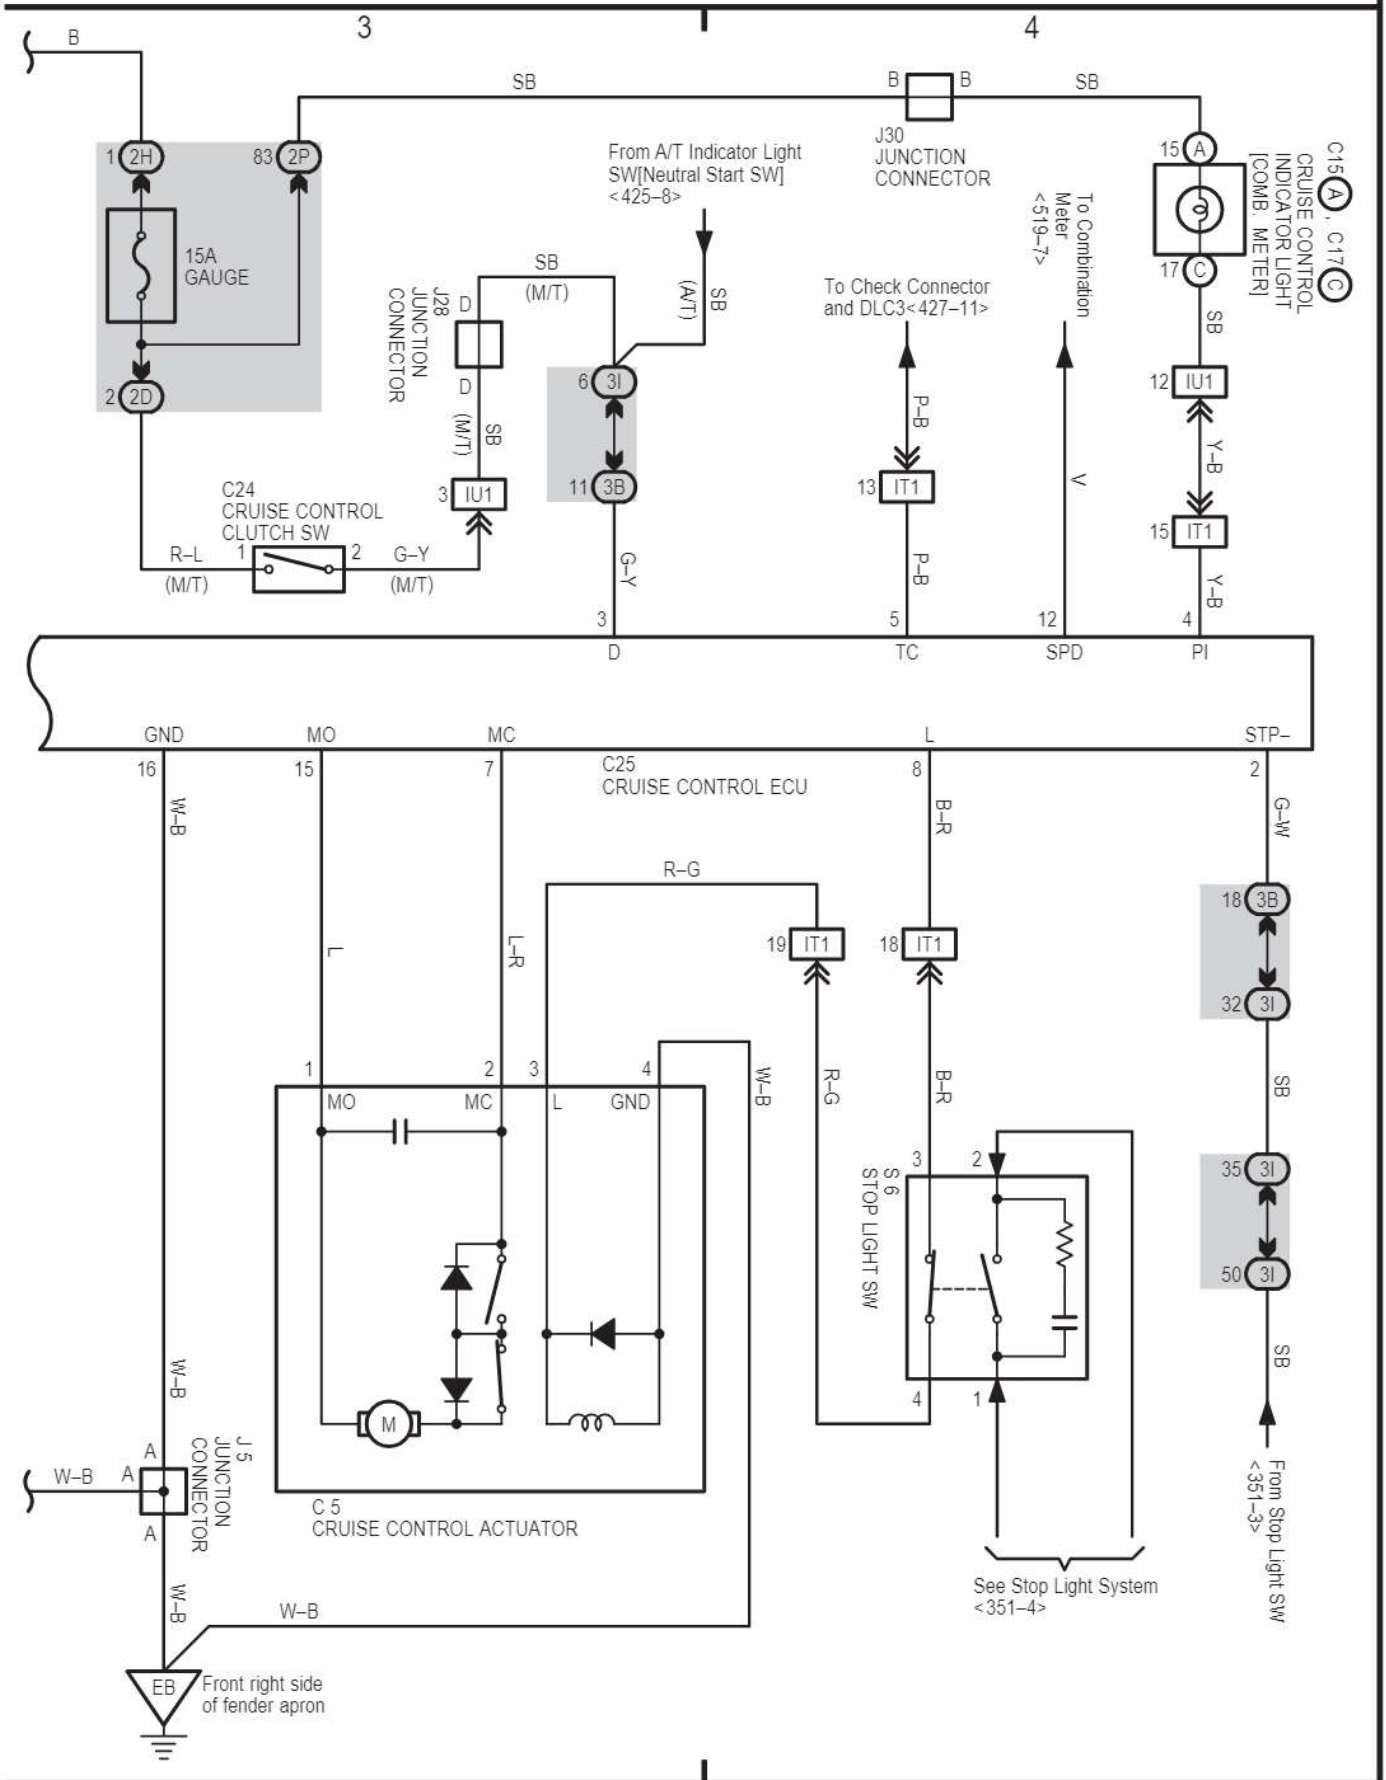 3
4
B
SB
B
B
SB
J30
JUNCTION
CONNECTOR
1 2H
83 2P
15A
GAUGE
2 2D
From A/T Indicator Light
SW[Neutral Start SW]
<425–8>
SB
(A/T)
SB
(M/T)
J28
JUNCTION
CONNECTOR
D
D
SB
(M/T)
3 IU1
6 3I
11 3B
G–Y
C24
CRUISE CONTROL
CLUTCH SW
R–L
(M/T)
1
2
G–Y
(M/T)
To Check Connector
and DLC3<427–11>
P–B
13 IT1
P–B
To Combination
Meter
<519–7>
V
15 A
17 C
C15 A , C17 C
CRUISE CONTROL
INDICATOR LIGHT
[COMB. METER]
SB
12 IU1
Y–B
15 IT1
Y–B
3
5
12
4
D
TC
SPD
PI
GND
MO
MC
L
STP–
16
15
7
8
2
C25
CRUISE CONTROL ECU
W–B
L
L–R
R–G
B–R
G–W
19 IT1
18 IT1
18 3B
32 3I
SB
35 3I
50 3I
SB
From Stop Light SW
<351–3>
R–G
B–R
W–B
1
2
3
4
MO
MC
L
GND
M
C 5
CRUISE CONTROL ACTUATOR
S 6
STOP LIGHT SW
3
2
4
1
See Stop Light System
<351–4>
W–B
J 5
JUNCTION
CONNECTOR
A
A
A
W–B
W–B
W–B
EB
Front right side
of fender apron